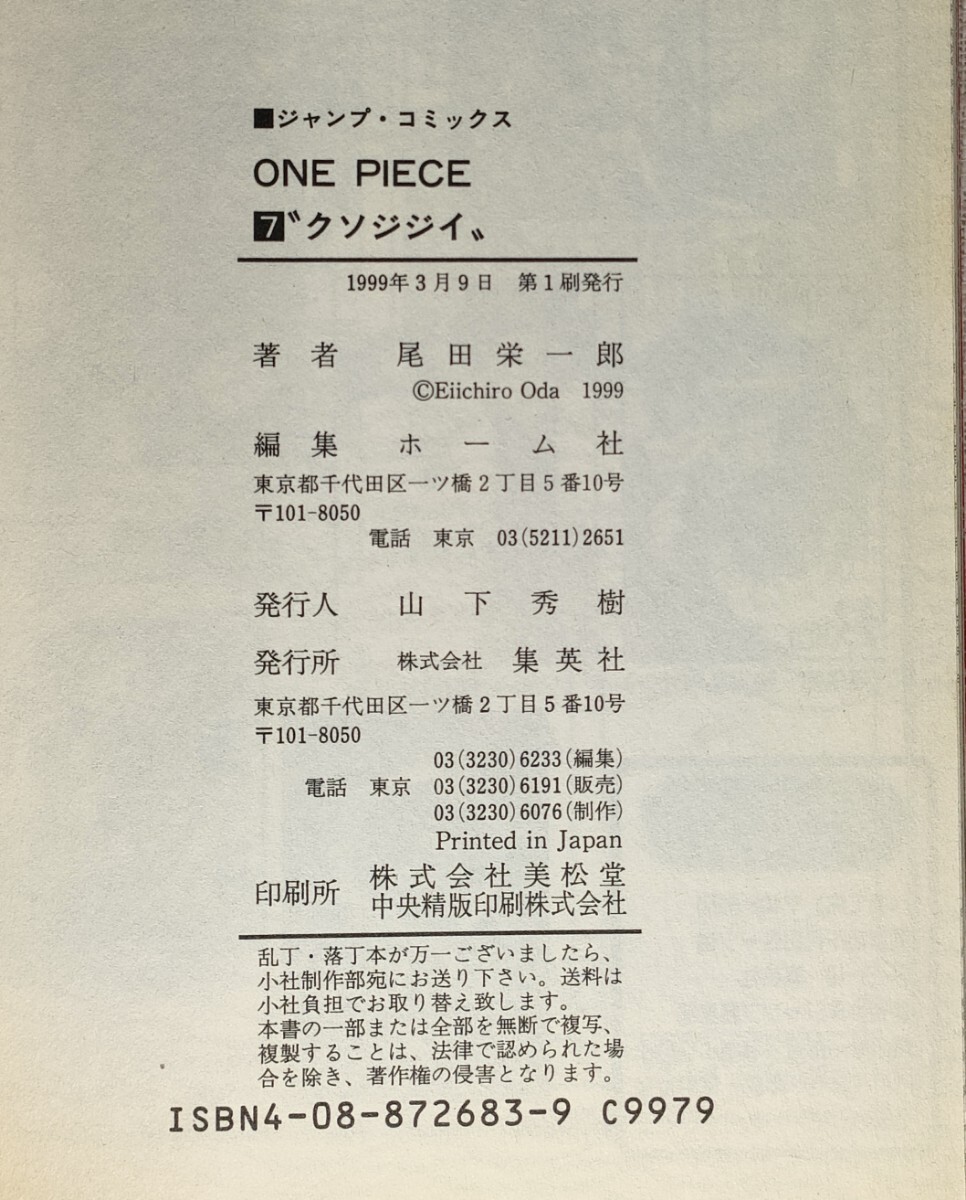 ■ジャンプ・コミックス
ONE PIECE
7〝クソジジイ〟
1999年3月9日　第1刷発行
著者　尾田栄一郎
©Eiichiro Oda 1999
編集　ホーム社
東京都千代田区一ツ橋2丁目5番10号
〒101-8050
電話　東京　03(5211)2651
発行人　山下秀樹
発行所　株式会社　集英社
東京都千代田区一ツ橋2丁目5番10号
〒101-8050
03(3230)6233(編集)
電話　東京　03(3230)6191(販売)
03(3230)6076(制作)
Printed in Japan
印刷所　株式会社美松堂
中央精版印刷株式会社
乱丁・落丁本が万一ございましたら、
小社制作部宛にお送り下さい。送料は
小社負担でお取り替え致します。
本書の一部または全部を無断で複写、
複製することは、法律で認められた場
合を除き、著作権の侵害となります。
ISBN4-08-872683-9 C9979